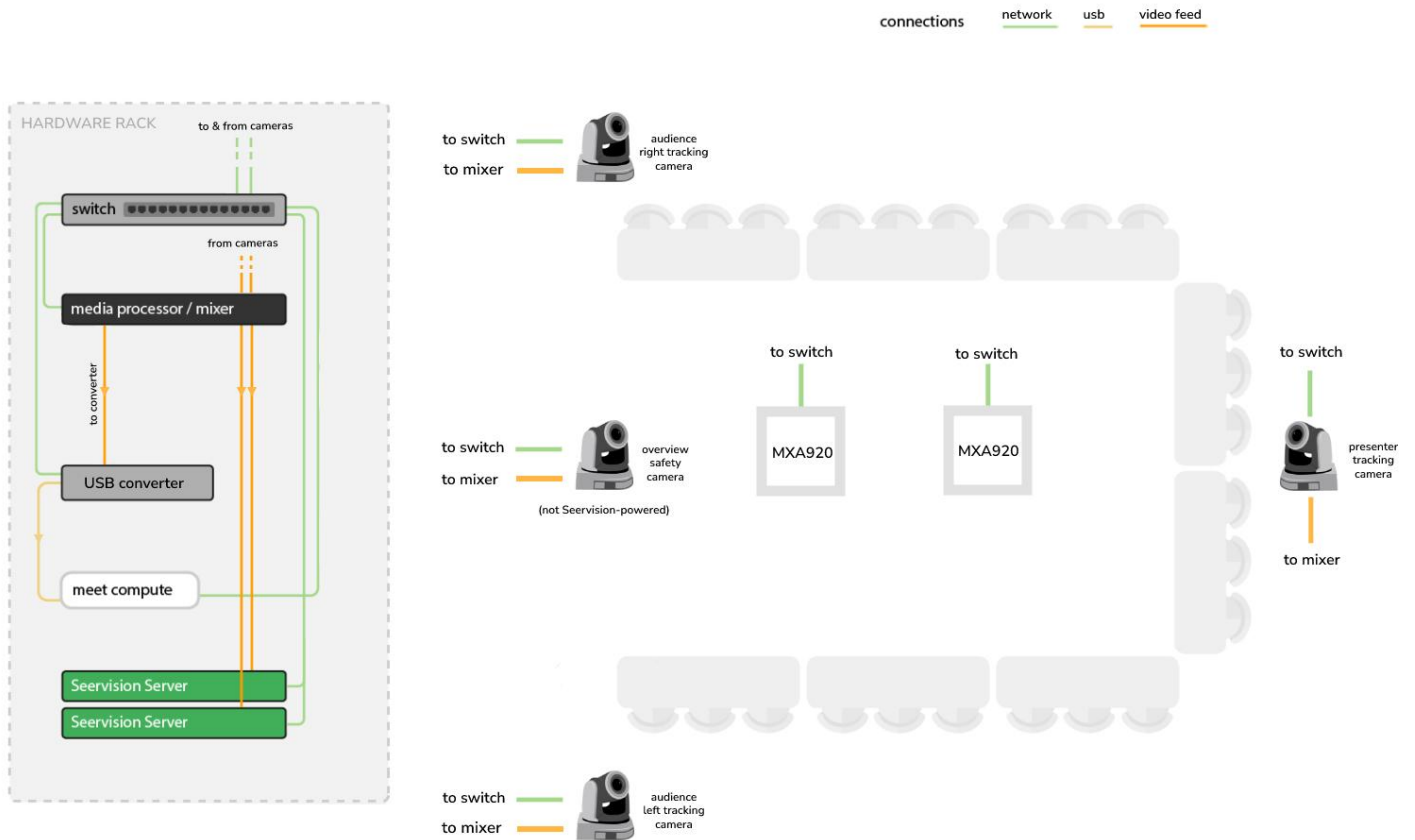 connections
network
usb
video feed
HARDWARE RACK
to & from cameras
switch
from cameras
media processor / mixer
to converter
USB converter
meet compute
Seervision Server
Seervision Server
to switch
to mixer
audience
right tracking
camera
to switch
to mixer
overview
safety
camera
(not Seervision-powered)
to switch
MXA920
to switch
MXA920
to switch
presenter
tracking
camera
to mixer
to switch
to mixer
audience
left tracking
camera